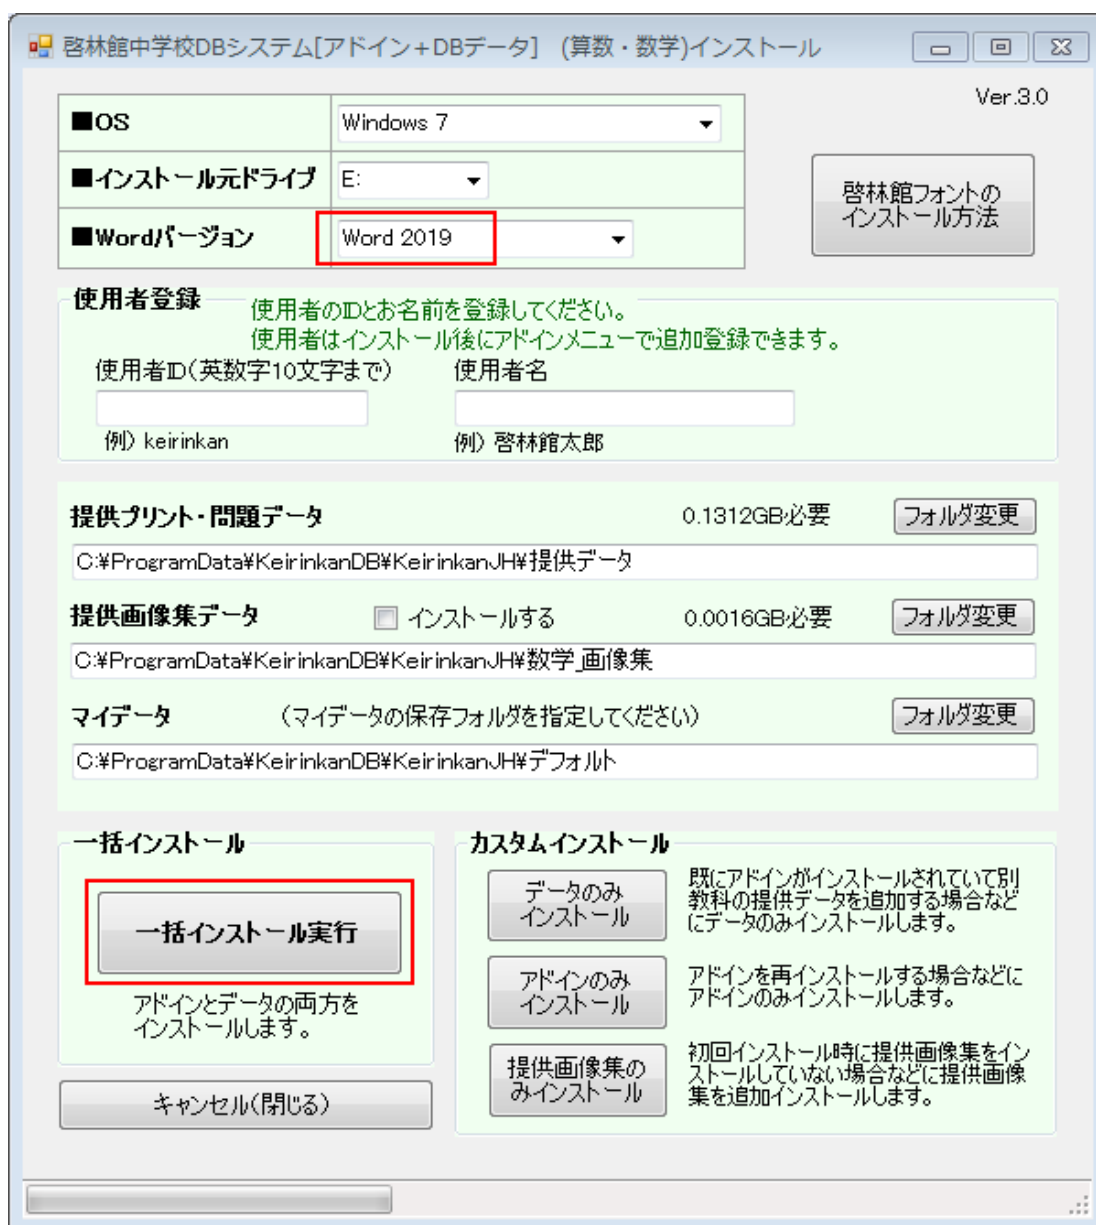 啓林館中学校DBシステム[アドイン+DBデータ] (算数・数学)インストール
Ver.3.0
■OS
Windows 7
■インストール元ドライブ
E:
■Wordバージョン
Word 2019
啓林館フォントの
インストール方法
使用者登録
使用者のIDとお名前を登録してください。
使用者はインストール後にアドインメニューで追加登録できます。
使用者ID(英数字10文字まで)
使用者名
例) keirinkan
例) 啓林館太郎
提供プリント・問題データ
0.1312GB必要
フォルダ変更
C:¥ProgramData¥KeirinkanDB¥KeirinkanJH¥提供データ
提供画像集データ
インストールする
0.0016GB必要
フォルダ変更
C:¥ProgramData¥KeirinkanDB¥KeirinkanJH¥数学_画像集
マイデータ
(マイデータの保存フォルダを指定してください)
フォルダ変更
C:¥ProgramData¥KeirinkanDB¥KeirinkanJH¥デフォルト
一括インストール
一括インストール実行
アドインとデータの両方を
インストールします。
キャンセル(閉じる)
カスタムインストール
データのみ
インストール
既にアドインがインストールされていて別
教科の提供データを追加する場合など
にデータのみインストールします。
アドインのみ
インストール
アドインを再インストールする場合などに
アドインのみインストールします。
提供画像集の
みインストール
初回インストール時に提供画像集をイン
ストールしていない場合などに提供画像
集を追加インストールします。